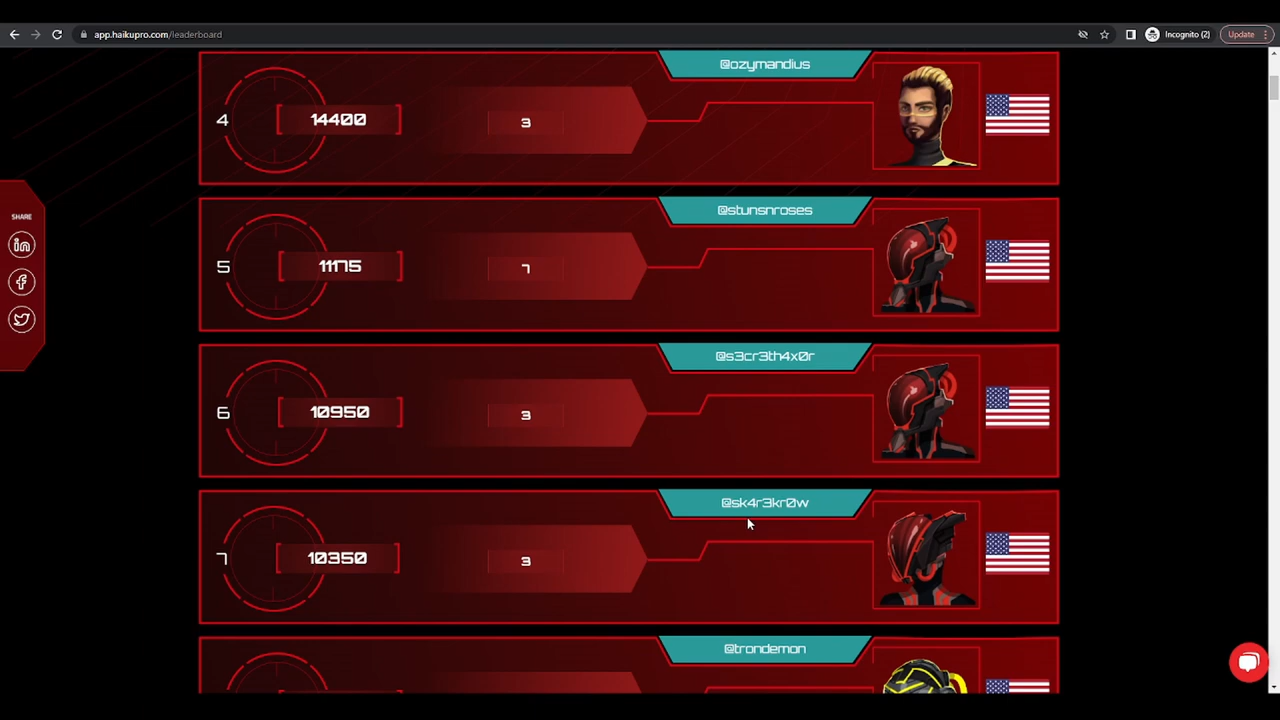 app.haikupro.com/leaderboard
Incognito (2)
Update
SHARE
@ozymandius
4
14400
3
@stunsnroses
5
11175
7
@s3cr3th4x0r
6
10950
3
@sk4r3kr0w
7
10350
3
@trondemon